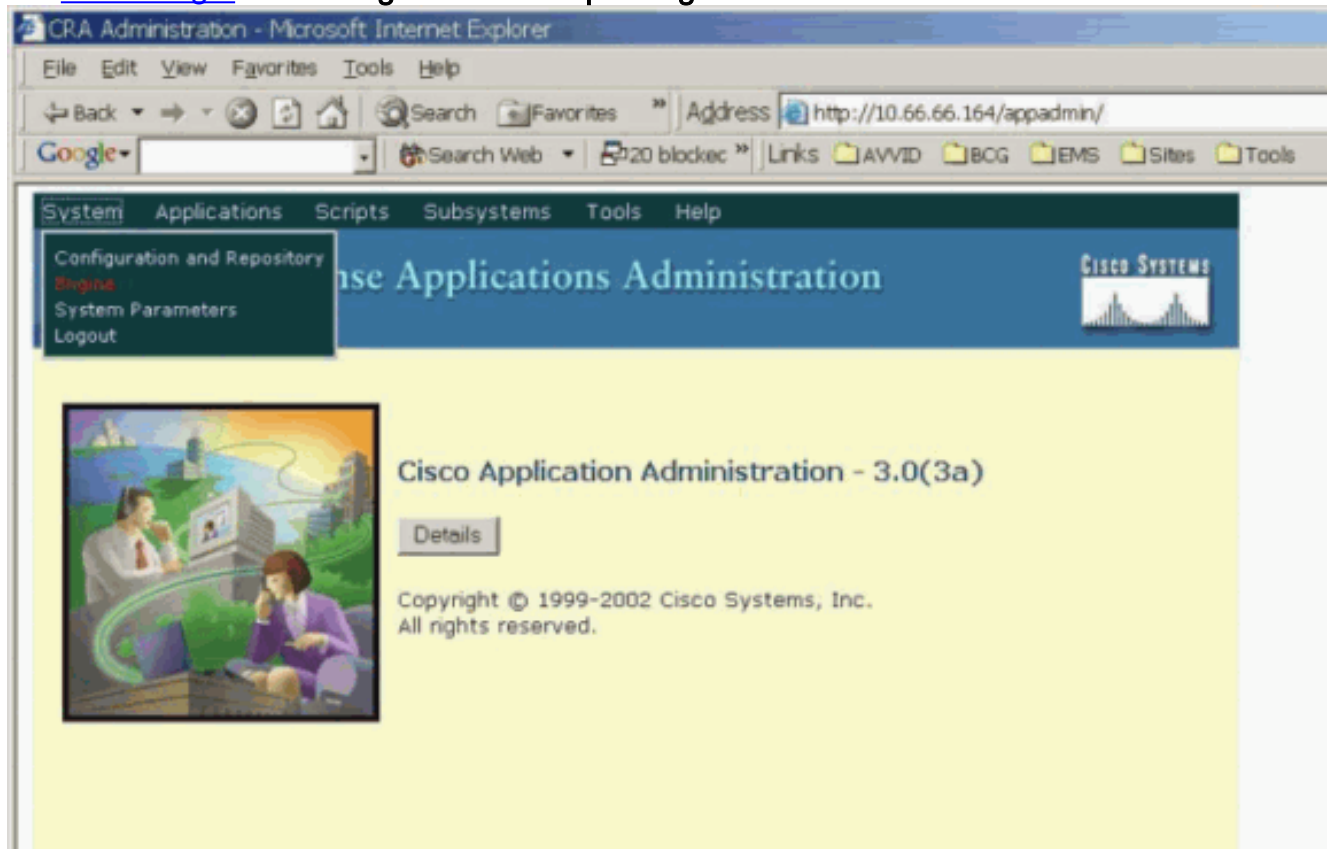 CRA Administration - Microsoft Internet Explorer
File Edit View Favorites Tools Help
Back Search Favorites » Address http://10.66.66.164/appadmin/
Google Search Web 20 blockec » Links AVVID BCG EMS Sites Tools
System Applications Scripts Subsystems Tools Help
Configuration and Repository
Engine
System Parameters
Logout
nse Applications Administration
CISCO SYSTEMS
Cisco Application Administration - 3.0(3a)
Details
Copyright © 1999-2002 Cisco Systems, Inc.
All rights reserved.